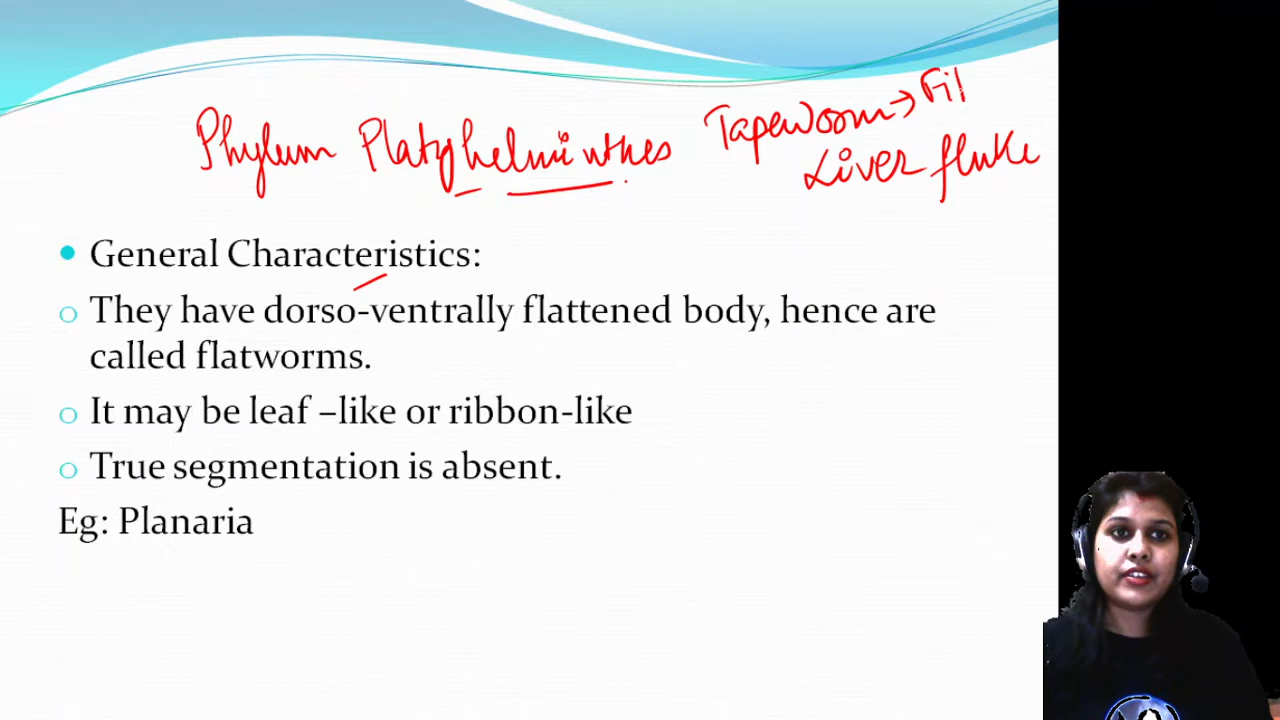 Phylum Platyhelminthes
Tapeworm → Fil
Liver fluke
• General Characteristics:
o They have dorso-ventrally flattened body, hence are
called flatworms.
o It may be leaf –like or ribbon-like
o True segmentation is absent.
Eg: Planaria